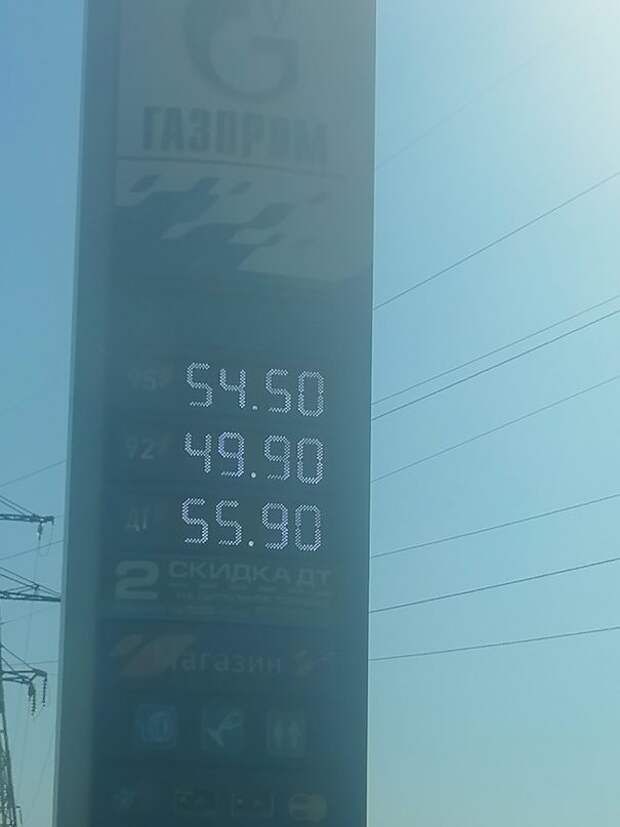 ГАЗПРОМ
95 54.50
92 49.90
ДТ 55.90
2 СКИДКА ДТ
Магазин